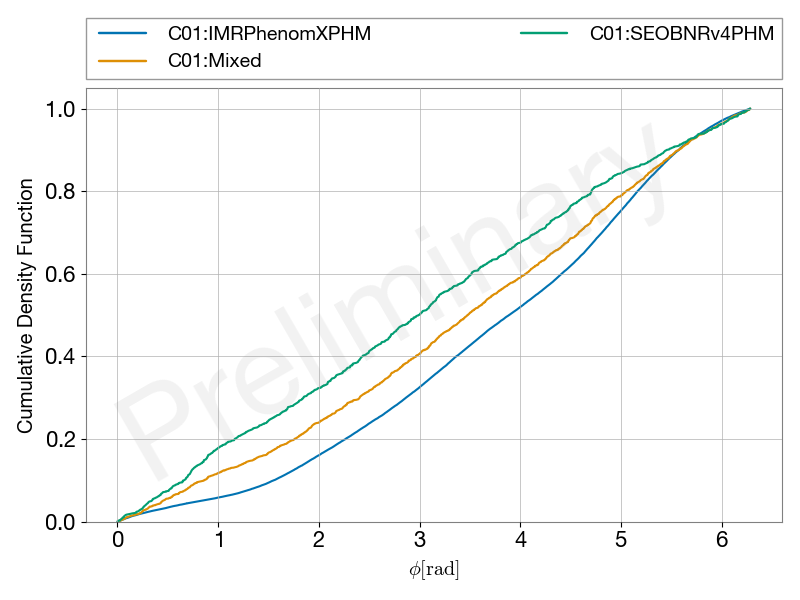 C01:IMRPhenomXPHM
C01:Mixed
C01:SEOBNRv4PHM
1.0
0.8
0.6
0.4
0.2
0.0
Cumulative Density Function
Preliminary
0 1 2 3 4 5 6
ϕ[rad]